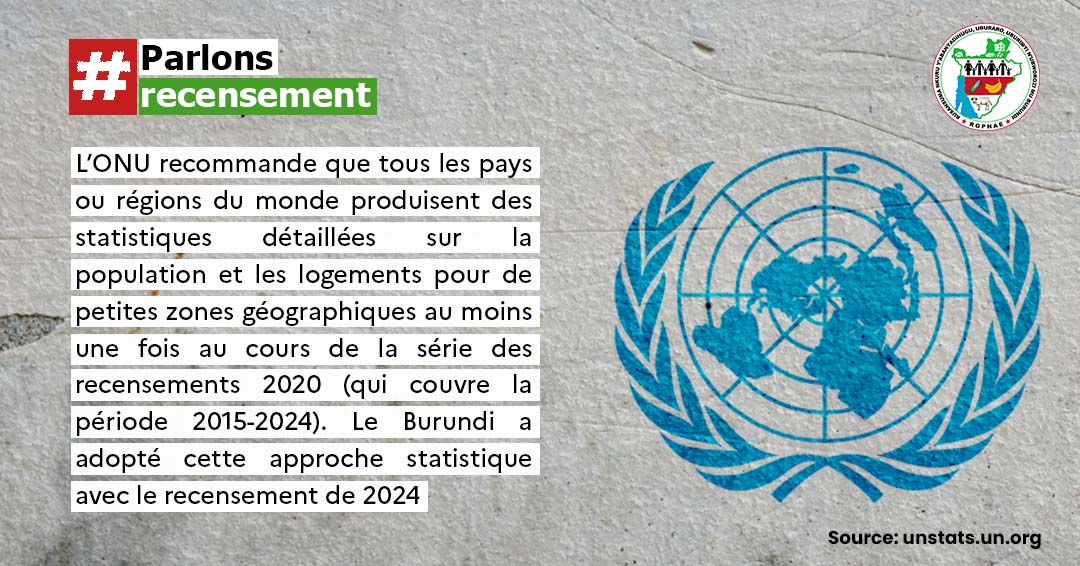 #Parlons
recensement
L'ONU recommande que tous les pays
ou régions du monde produisent des
statistiques détaillées sur la
population et les logements pour de
petites zones géographiques au moins
une fois au cours de la série des
recensements 2020 (qui couvre la
période 2015-2024). Le Burundi a
adopté cette approche statistique
avec le recensement de 2024
RGPHAE
Source: unstats.un.org